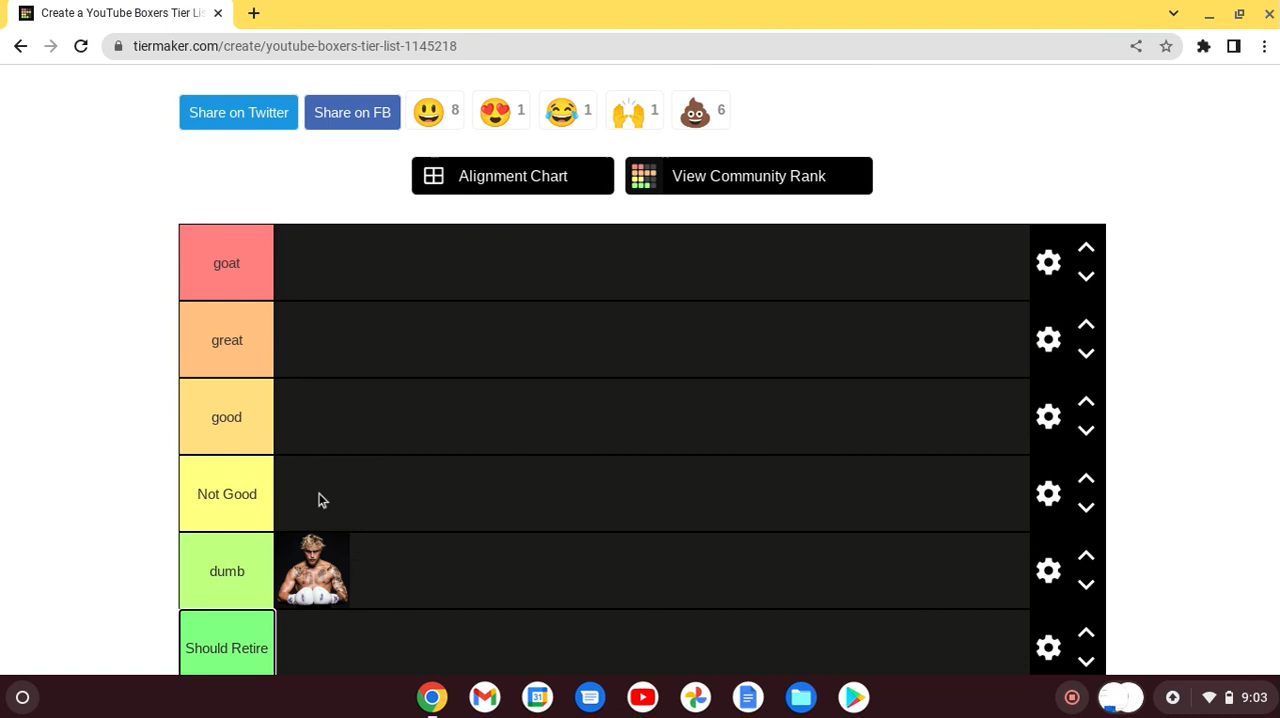 Create a YouTube Boxers Tier Lis
tiermaker.com/create/youtube-boxers-tier-list-1145218
Share on Twitter
Share on FB
8
1
1
1
6
Alignment Chart
View Community Rank
goat
great
good
Not Good
dumb
Should Retire
31
9:03